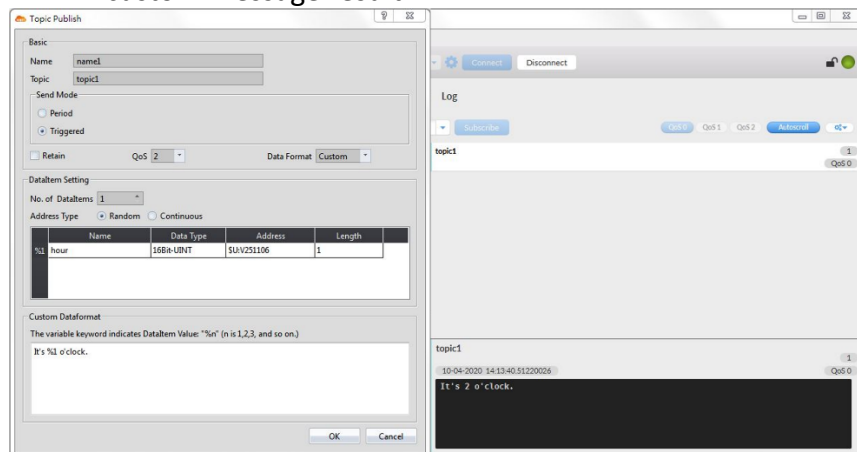 Topic Publish
Basic
Name name1
Topic topic1
Send Mode
Period
Triggered
Retain QoS 2 Data Format Custom
DataItem Setting
No. of DataItems 1
Address Type Random Continuous
Name Data Type Address Length
%1 hour 16Bit-UINT $U:V251106 1
Custom Dataformat
The variable keyword indicates DataItem Value: "%n" (n is 1,2,3, and so on.)
It's %1 o'clock.
OK Cancel
Connect Disconnect
Log
Subscribe QoS 0 QoS 1 QoS 2 Autoscroll
topic1 1
QoS 0
topic1
1
10-04-2020 14:13:40.51220026 QoS 0
It's 2 o'clock.